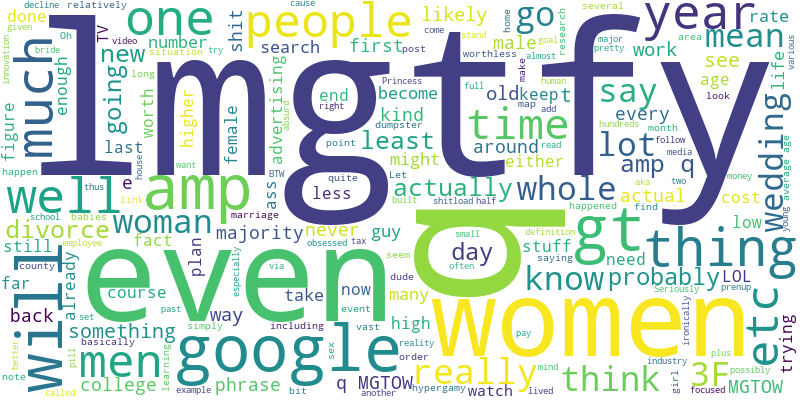 done decline relatively
one people likely go year
cause several
Oh TV video number shit search first male new mean
bride given situation try home post come stand goal research almost
rate work see age
innovation
much enough going worth long higher female advertising end become kind worthless Princess full human pretty area major various
right map add make look
figure life
lmgtfy
old keep t say time
absurd dumpster
last point least around every month hundreds follow
happen well amp might either lot amp q wedding
house quite less actually whole actual cost
thus link e BTW Let read media
divorce woman ass marriage majority never guy day gt thing
school babies shitload half built aka two money average age young
still fact plan want
employee
county far already even g know stuff need probably low LOL
small happened definition find
tax obsessed seem often saying
back course via dude take now many high
etc
something way
set past event vast
especially
will men google women really think 3F
basically simply including
note better pill learning sex reality order mind pay
Seriously ironically prenup
college phrase q MGTOW watch
called example bit another lived hypergamy
industry girl plus focused possibly
MGTOW trying